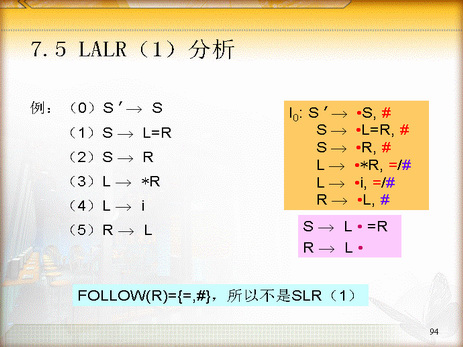 7.5 LALR（1）分析
例：（0）S ′→ S
（1）S → L=R
（2）S → R
（3）L → *R
（4）L → i
（5）R → L
I₀: S ′→ •S, #
S → •L=R, #
S → •R, #
L → •*R, =/#
L → •i, =/#
R → •L, #
S → L • =R
R → L •
FOLLOW(R)={=,#}，所以不是SLR（1）
94